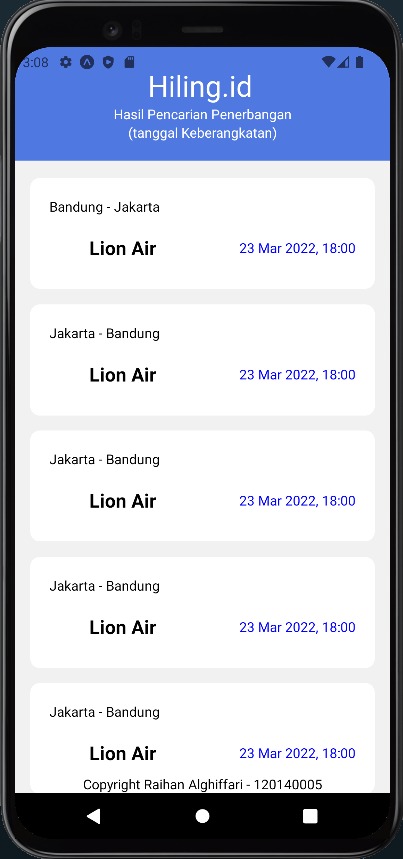 3:08
Hiling.id
Hasil Pencarian Penerbangan
(tanggal Keberangkatan)
Bandung - Jakarta
Lion Air 23 Mar 2022, 18:00
Jakarta - Bandung
Lion Air 23 Mar 2022, 18:00
Jakarta - Bandung
Lion Air 23 Mar 2022, 18:00
Jakarta - Bandung
Lion Air 23 Mar 2022, 18:00
Jakarta - Bandung
Lion Air 23 Mar 2022, 18:00
Copyright Raihan Alghiffari - 120140005